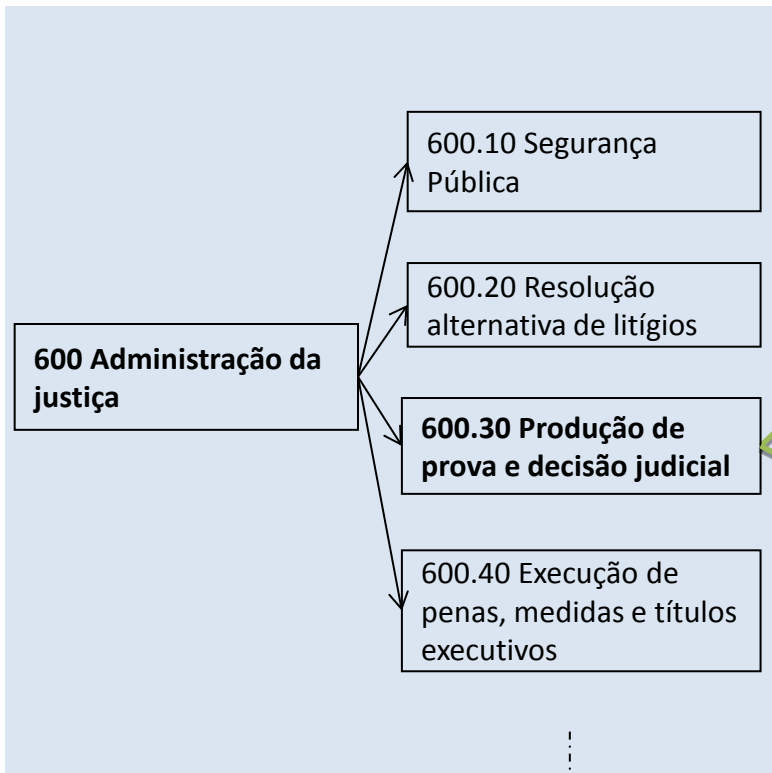 600.10 Segurança
Pública
600.20 Resolução
alternativa de litígios
600 Administração da
justiça
600.30 Produção de
prova e decisão judicial
600.40 Execução de
penas, medidas e títulos
executivos